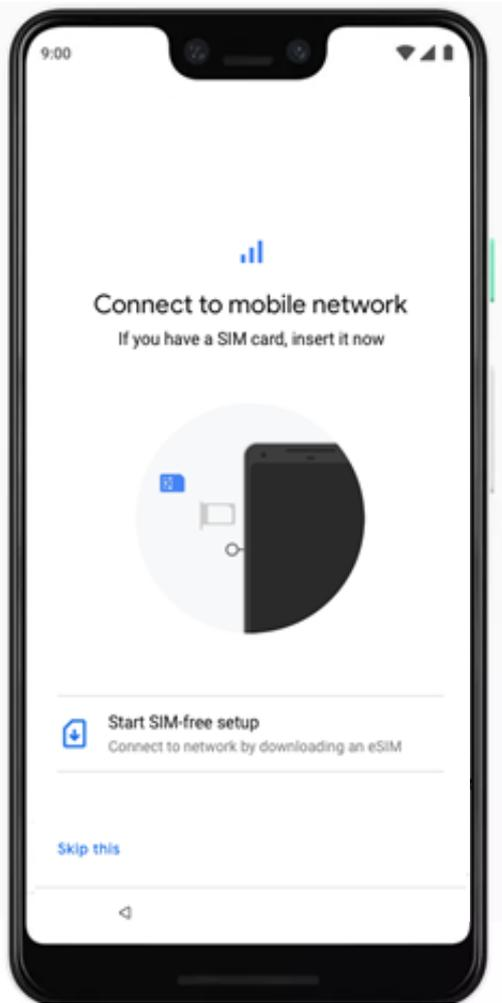 9:00
Connect to mobile network
If you have a SIM card, insert it now
Start SIM-free setup
Connect to network by downloading an eSIM
Skip this